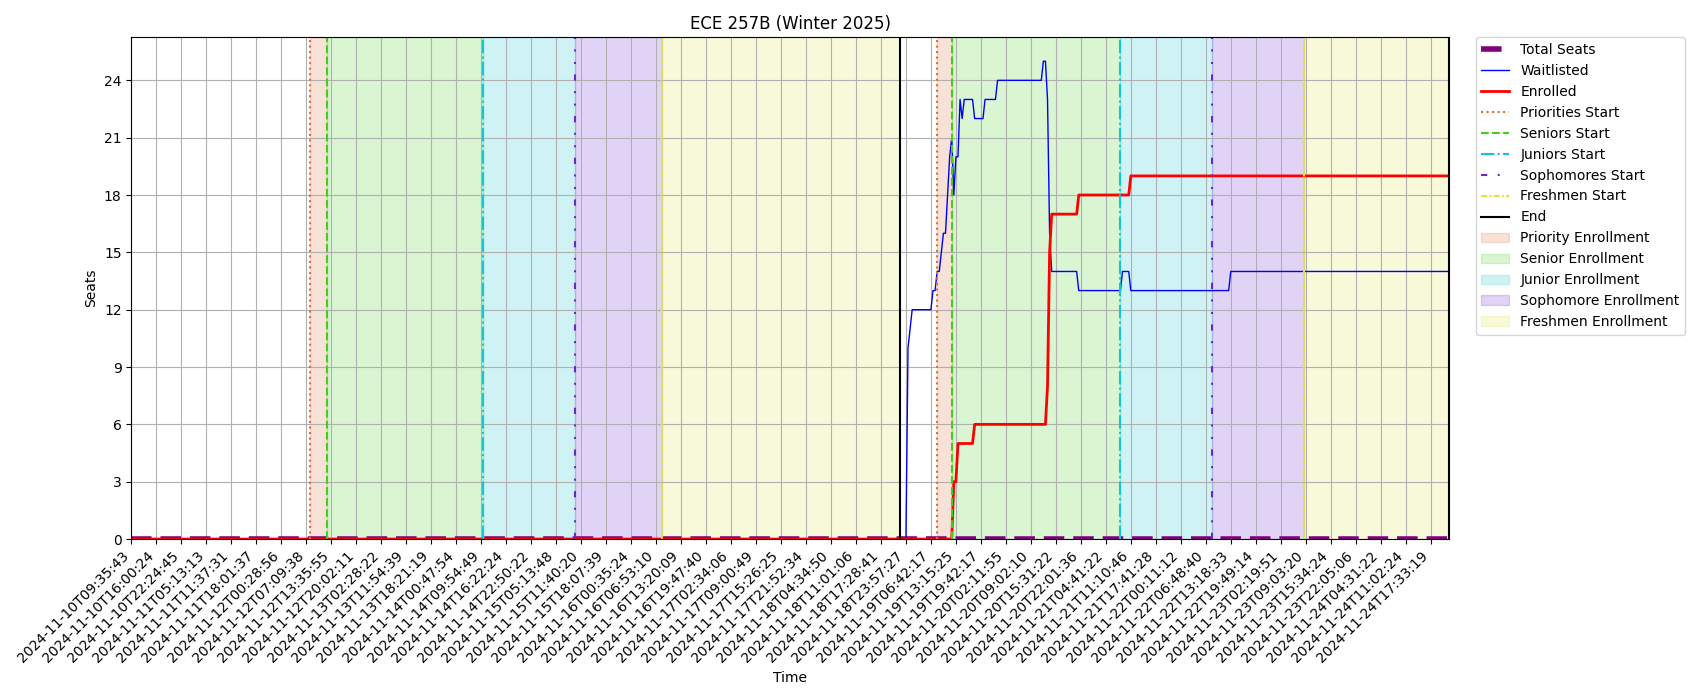 ECE 257B (Winter 2025)
Seats
24
21
18
15
12
9
6
3
0
2024-11-10T09:35:43
2024-11-10T16:00:24
2024-11-10T22:24:45
2024-11-11T05:13:13
2024-11-11T11:37:31
2024-11-11T18:01:37
2024-11-12T00:28:56
2024-11-12T07:09:38
2024-11-12T13:35:55
2024-11-12T20:02:11
2024-11-13T02:28:22
2024-11-13T11:54:39
2024-11-13T18:21:19
2024-11-14T00:47:54
2024-11-14T09:54:49
2024-11-14T16:22:24
2024-11-14T22:50:22
2024-11-15T05:13:48
2024-11-15T11:40:20
2024-11-15T18:07:39
2024-11-16T00:35:24
2024-11-16T06:53:10
2024-11-16T13:20:09
2024-11-16T19:47:40
2024-11-17T02:34:06
2024-11-17T09:00:49
2024-11-17T15:26:25
2024-11-17T21:52:34
2024-11-18T04:34:50
2024-11-18T11:01:06
2024-11-18T17:28:41
2024-11-18T23:57:27
2024-11-19T06:42:17
2024-11-19T13:15:25
2024-11-19T19:42:17
2024-11-20T02:11:55
2024-11-20T09:02:10
2024-11-20T15:31:22
2024-11-20T22:01:36
2024-11-21T04:41:22
2024-11-21T11:10:46
2024-11-21T17:41:28
2024-11-22T00:11:12
2024-11-22T06:48:40
2024-11-22T13:18:33
2024-11-22T19:49:14
2024-11-23T02:19:51
2024-11-23T09:03:20
2024-11-23T15:34:24
2024-11-23T22:05:06
2024-11-24T04:31:22
2024-11-24T11:02:24
2024-11-24T17:33:19
Time
Total Seats
Waitlisted
Enrolled
Priorities Start
Seniors Start
Juniors Start
Sophomores Start
Freshmen Start
End
Priority Enrollment
Senior Enrollment
Junior Enrollment
Sophomore Enrollment
Freshmen Enrollment